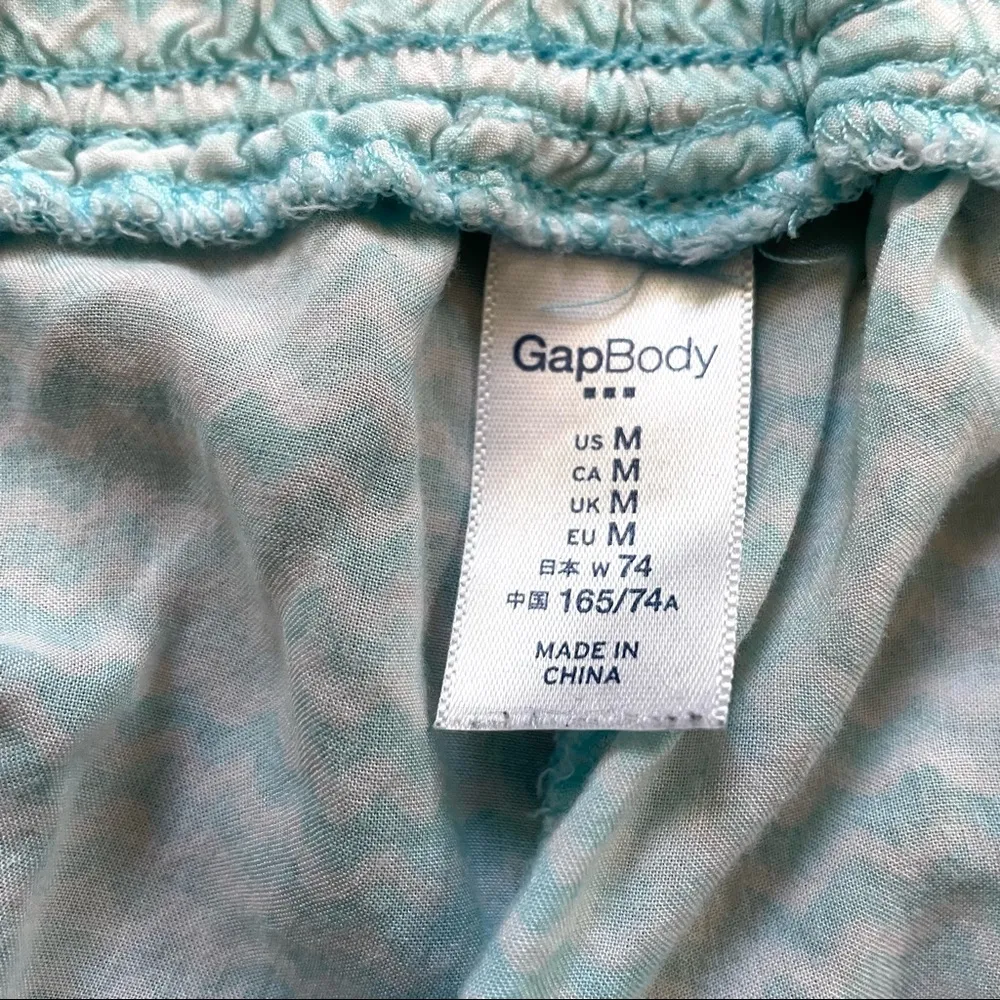 GapBody
US M
CA M
UK M
EU M
日本 W 74
中国 165/74A
MADE IN
CHINA